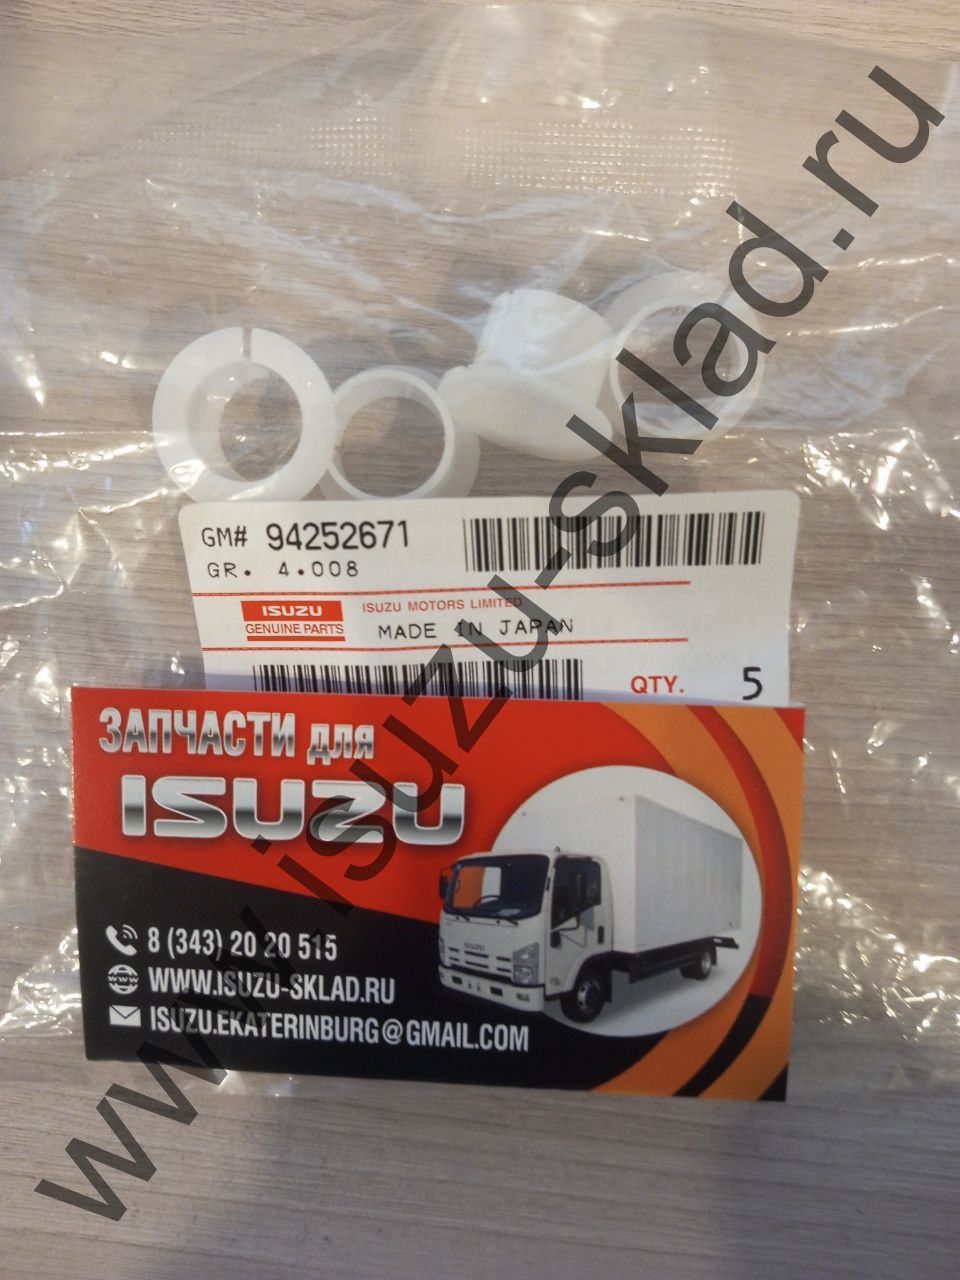 GM# 94252671
GR. 4.008
ISUZU
GENUINE PARTS
ISUZU MOTORS LIMITED
MADE IN JAPAN
QTY. 5
ЗАПЧАСТИ для
ISUZU
8 (343) 20 20 515
WWW.ISUZU-SKLAD.RU
ISUZU.EKATERINBURG@GMAIL.COM
ISUZU
www.isuzu-sklad.ru